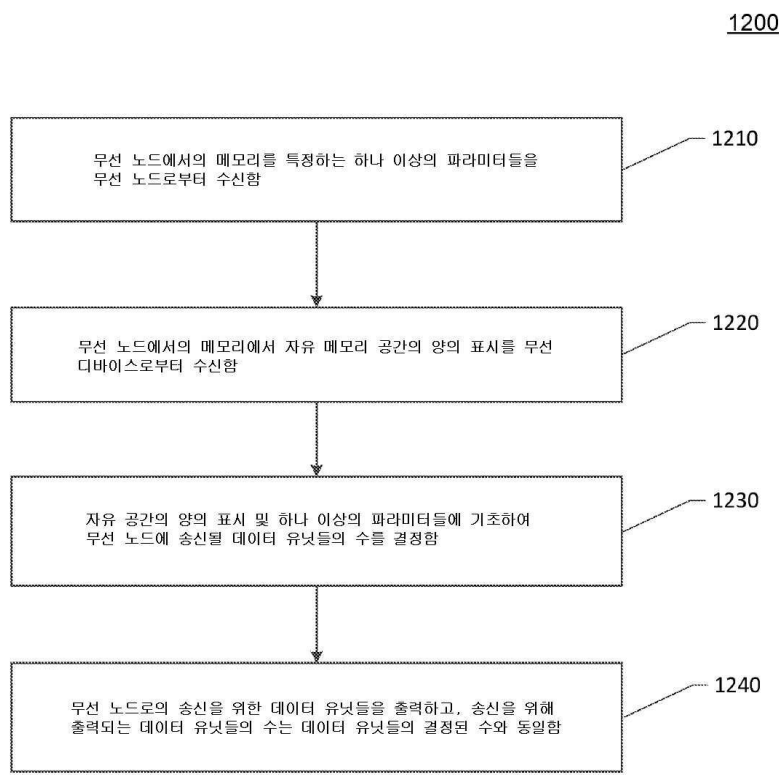 1200
무선 노드에서의 메모리를 특정하는 하나 이상의 파라미터들을
무선 노드로부터 수신함
1210
무선 노드에서의 메모리에서 자유 메모리 공간의 양의 표시를 무선
디바이스로부터 수신함
1220
자유 공간의 양의 표시 및 하나 이상의 파라미터들에 기초하여
무선 노드에 송신될 데이터 유닛들의 수를 결정함
1230
무선 노드로의 송신을 위한 데이터 유닛들을 출력하고, 송신을 위해
출력되는 데이터 유닛들의 수는 데이터 유닛들의 결정된 수와 동일함
1240